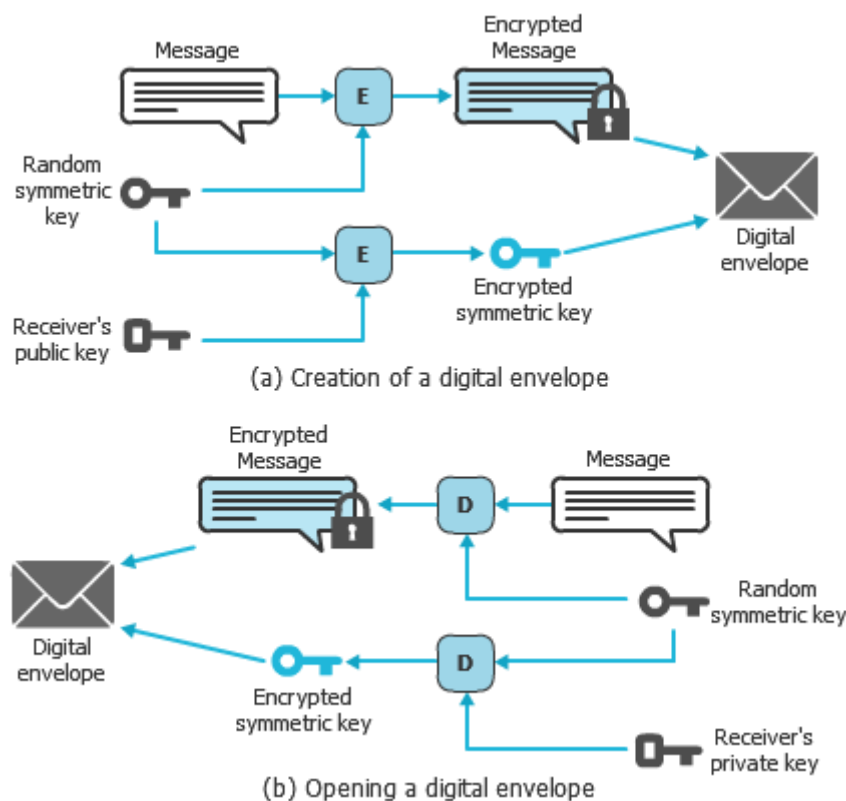 Message
Encrypted
Message
E
Random
symmetric
key
Digital
envelope
E
Encrypted
symmetric key
Receiver's
public key
(a) Creation of a digital envelope
Encrypted
Message
Message
D
Random
symmetric key
Digital
envelope
D
Encrypted
symmetric key
Receiver's
private key
(b) Opening a digital envelope